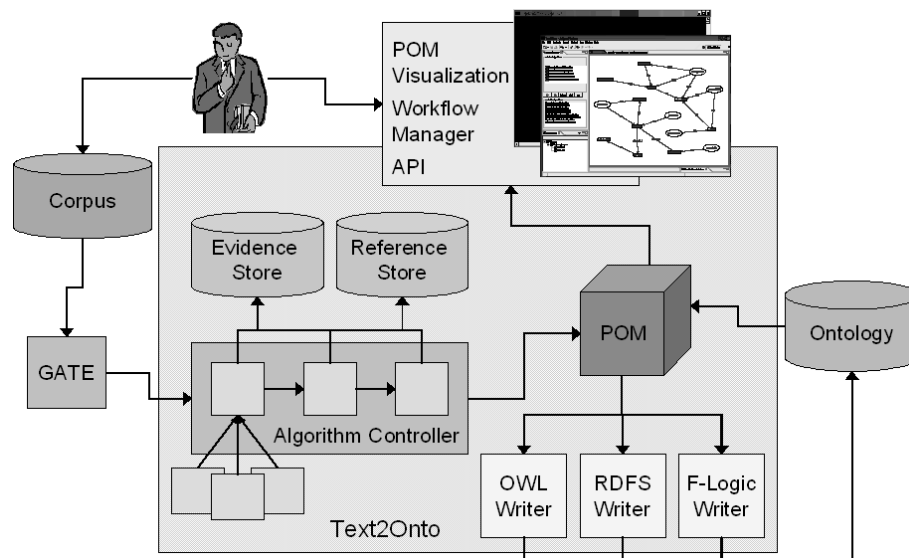 POM
Visualization
Workflow
Manager
API
Corpus
Evidence
Store
Reference
Store
POM
Ontology
GATE
Algorithm Controller
OWL
Writer
RDFS
Writer
F-Logic
Writer
Text2Onto